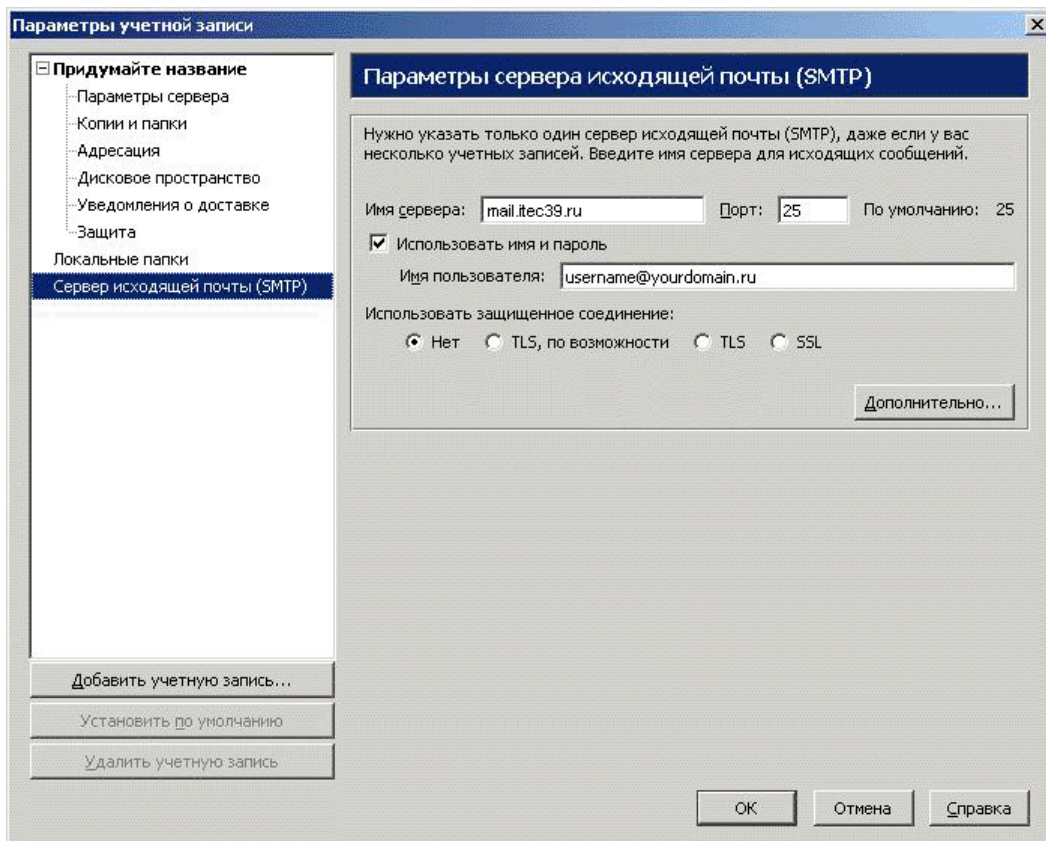 Параметры учетной записи
Придумайте название
Параметры сервера
Копии и папки
Адресация
Дисковое пространство
Уведомления о доставке
Защита
Локальные папки
Сервер исходящей почты (SMTP)
Добавить учетную запись...
Установить по умолчанию
Удалить учетную запись
Параметры сервера исходящей почты (SMTP)
Нужно указать только один сервер исходящей почты (SMTP), даже если у вас
несколько учетных записей. Введите имя сервера для исходящих сообщений.
Имя сервера: mail.itec39.ru Порт: 25 По умолчанию: 25
Использовать имя и пароль
Имя пользователя: username@yourdomain.ru
Использовать защищенное соединение:
Нет TLS, по возможности TLS SSL
Дополнительно...
OK Отмена Справка